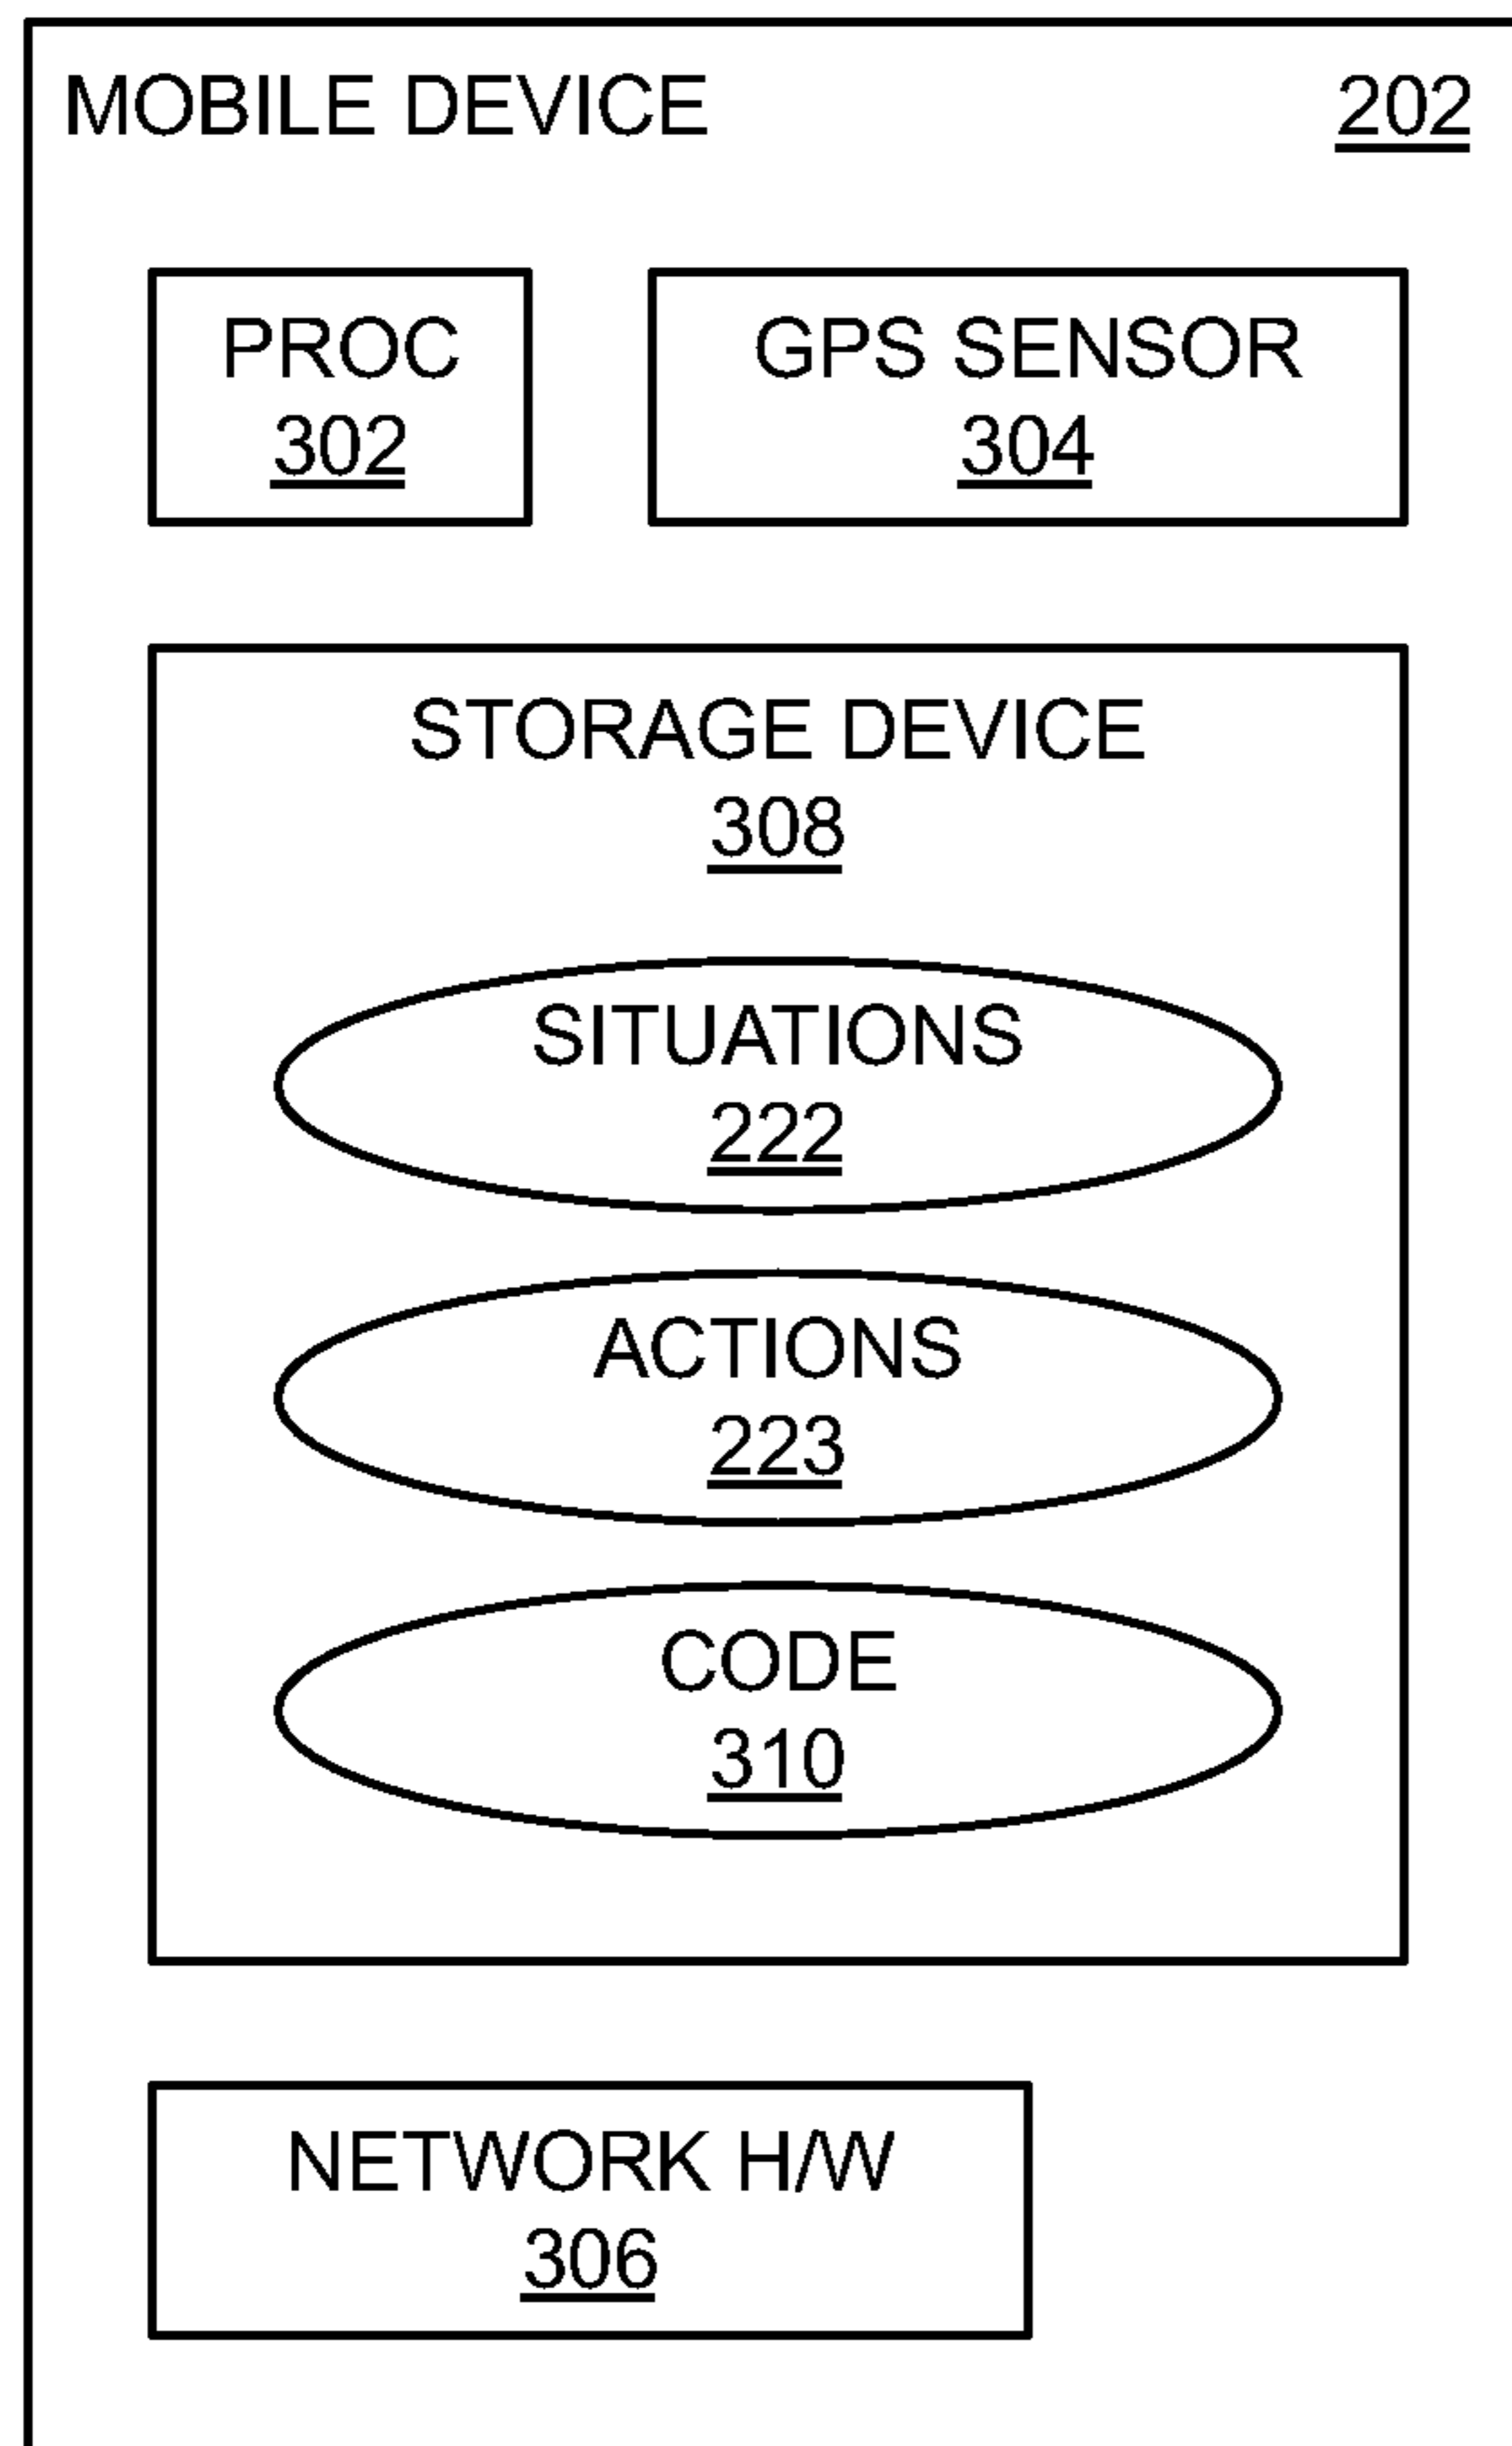 MOBILE DEVICE 202
PROC
302
GPS SENSOR
304
STORAGE DEVICE
308
SITUATIONS
222
ACTIONS
223
CODE
310
NETWORK H/W
306